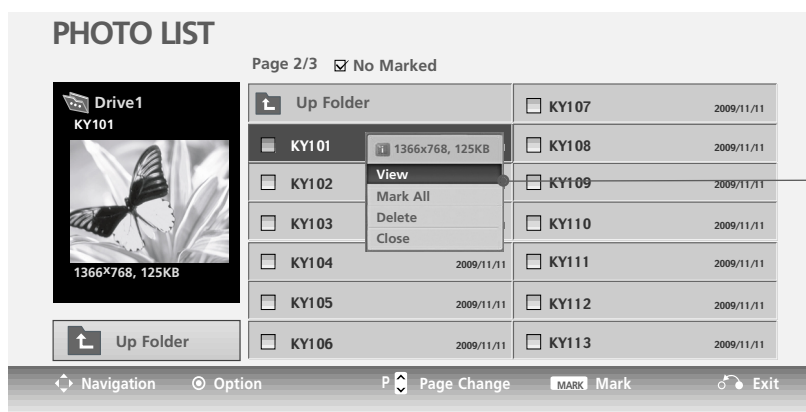 PHOTO LIST
Page 2/3 No Marked
Drive1
KY101
1366x768, 125KB
Up Folder
Up Folder
KY101
KY102
KY103
KY104 2009/11/11
KY105 2009/11/11
KY106 2009/11/11
1366x768, 125KB
View
Mark All
Delete
Close
KY107 2009/11/11
KY108 2009/11/11
KY109 2009/11/11
KY110 2009/11/11
KY111 2009/11/11
KY112 2009/11/11
KY113 2009/11/11
Navigation Option P Page Change MARK Mark Exit